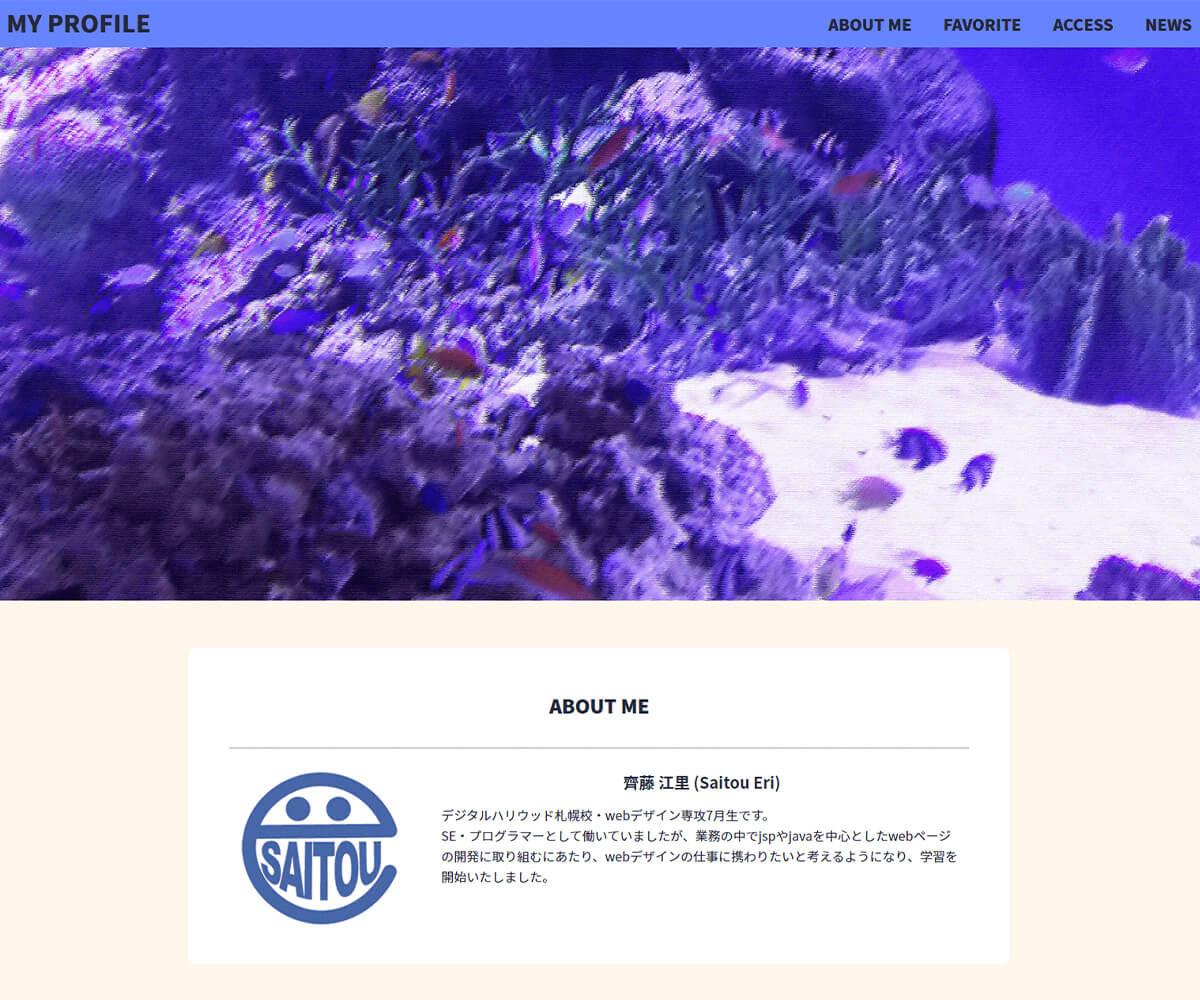 MY PROFILE
ABOUT ME
FAVORITE
ACCESS
NEWS
ABOUT ME
齊藤 江里 (Saitou Eri)
デジタルハリウッド札幌校・webデザイン専攻7月生です。
SE・プログラマーとして働いていましたが、業務の中でjspやjavaを中心としたwebページ
の開発に取り組むにあたり、webデザインの仕事に携わりたいと考えるようになり、学習を
開始いたしました。
SAITOU